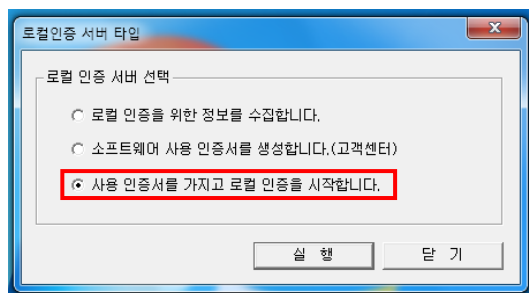 로컬인증 서버 타입
로컬 인증 서버 선택
로컬 인증을 위한 정보를 수집합니다.
소프트웨어 사용 인증서를 생성합니다.(고객센터)
사용 인증서를 가지고 로컬 인증을 시작합니다.
실 행 닫 기